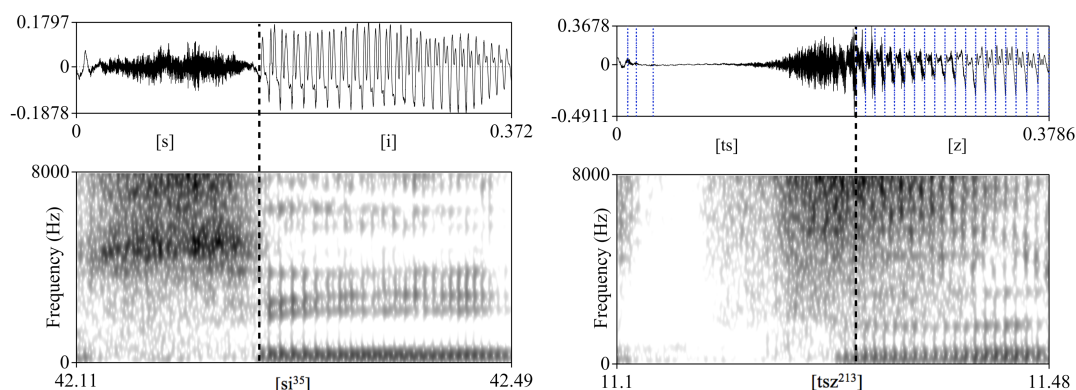 0.1797
0
-0.1878
0
0.372
[s]
[i]
8000
Frequency (Hz)
0
42.11
42.49
[si³⁵]
0.3678
0
-0.4911
0
0.3786
[ts]
[z]
8000
Frequency (Hz)
0
11.1
11.48
[tsz²¹³]